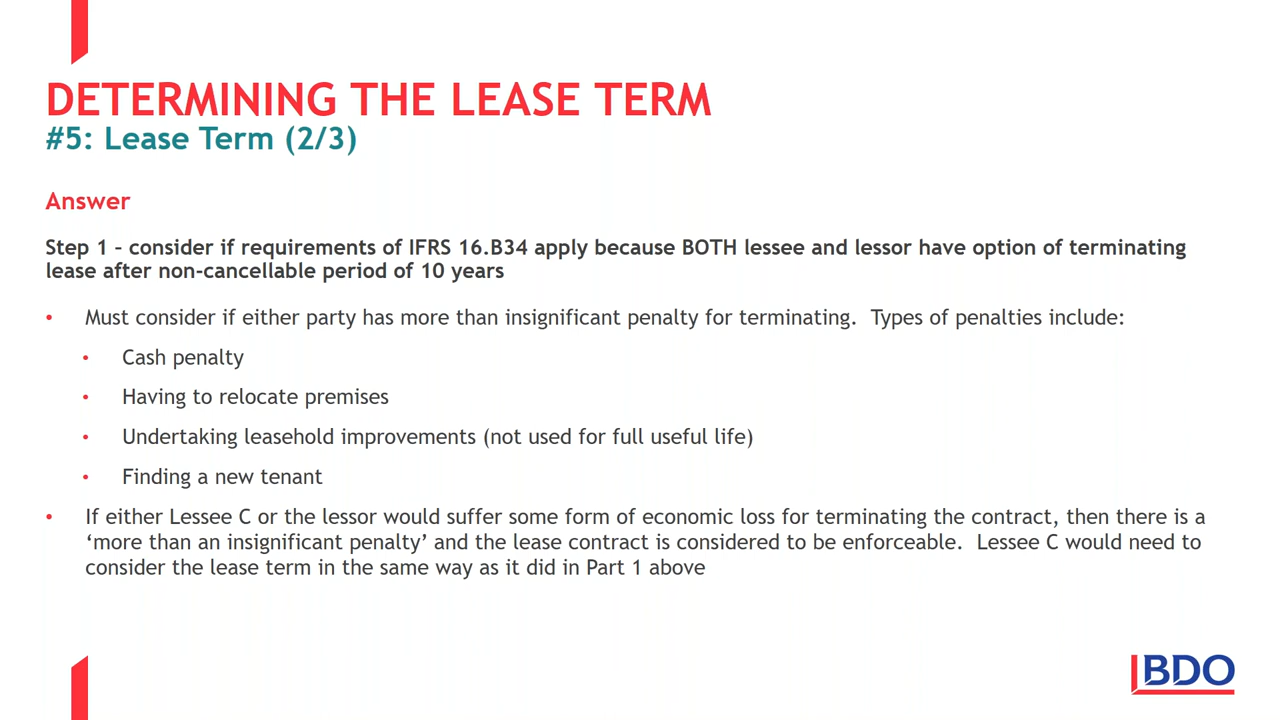 DETERMINING THE LEASE TERM
#5: Lease Term (2/3)
Answer
Step 1 – consider if requirements of IFRS 16.B34 apply because BOTH lessee and lessor have option of terminating
lease after non-cancellable period of 10 years
• Must consider if either party has more than insignificant penalty for terminating.  Types of penalties include:
• Cash penalty
• Having to relocate premises
• Undertaking leasehold improvements (not used for full useful life)
• Finding a new tenant
• If either Lessee C or the lessor would suffer some form of economic loss for terminating the contract, then there is a
‘more than an insignificant penalty’ and the lease contract is considered to be enforceable.  Lessee C would need to
consider the lease term in the same way as it did in Part 1 above
BDO